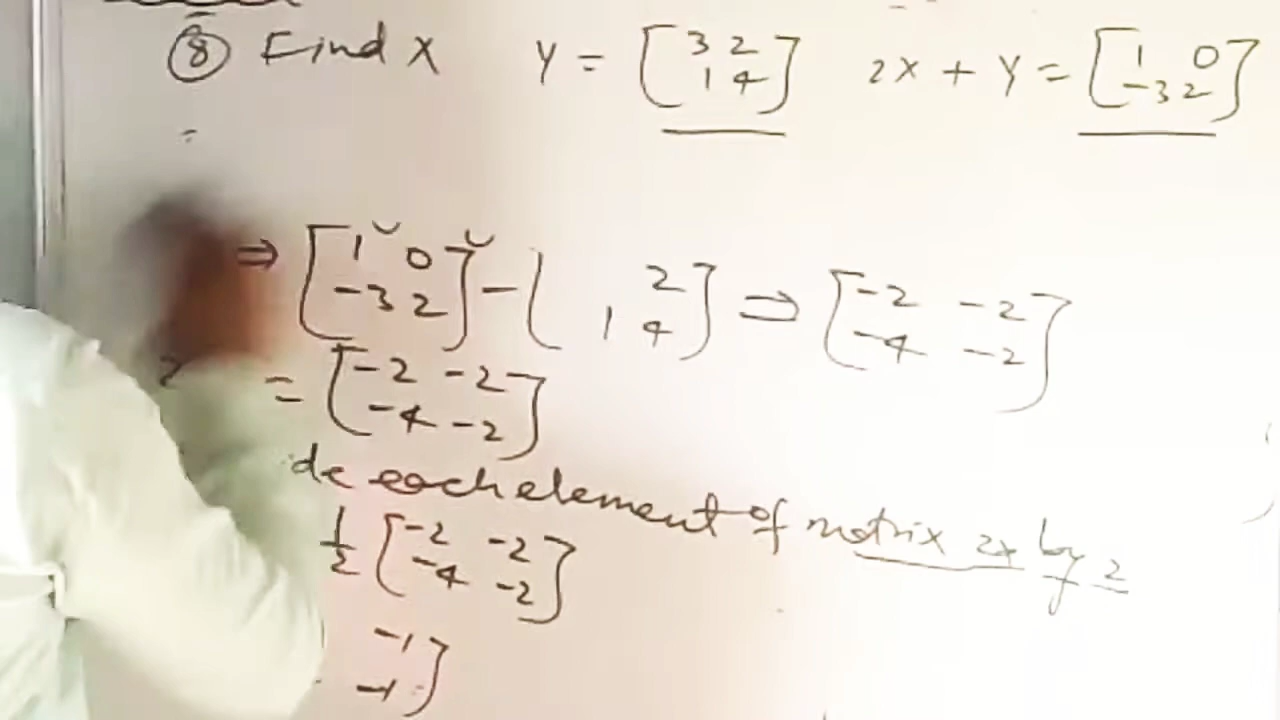 ⑧ Find X Y = [3 2 1 4] 2X + Y = [1 0 -3 2]
=
⇒ [1 0 -3 2] - [2 1 4] ⇒ [-2 -2 -4 -2]
2 = [-2 -2 -4 -2]
de each element of matrix 2x by 2
1/2 [-2 -2 -4 -2]
-1 -1]